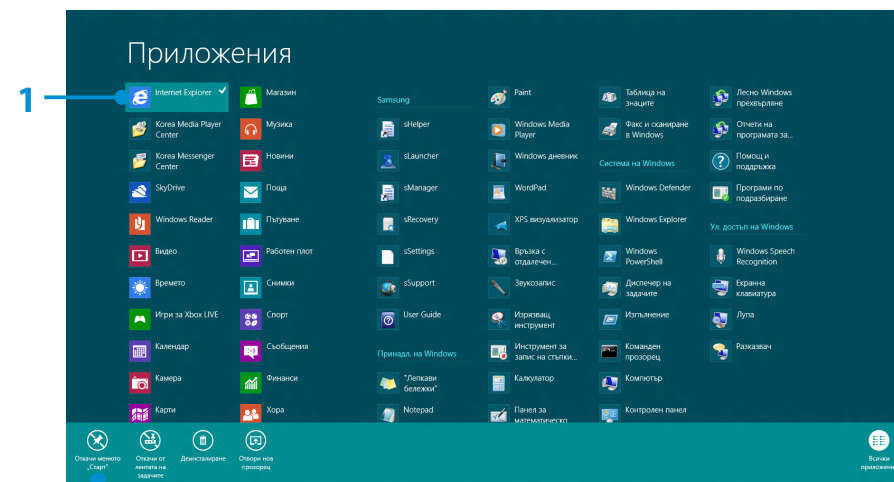 Приложения
1
Internet Explorer
Korea Media Player
Center
Korea Messenger
Center
SkyDrive
Windows Reader
Видео
Времето
Игри за Xbox LIVE
Календар
Камера
Карти
Магазин
Музика
Новини
Поща
Пътуване
Работен плот
Снимки
Спорт
Съобщения
Финанси
Хора
Samsung
sHelper
sLauncher
sManager
sRecovery
sSettings
sSupport
User Guide
Принадл. на Windows
"Лепкави
бележки"
Notepad
Paint
Windows Media
Player
Windows дневник
WordPad
XPS визуализатор
Връзка с
отдалечен...
Звукозапис
Изрязващ
инструмент
Инструмент за
запис на стъпки...
Калкулатор
Панел за
математическо
Таблица на
знаците
Факс и сканиране
в Windows
Система на Windows
Windows Defender
Windows Explorer
Windows
PowerShell
Диспечер на
задачите
Изпълнение
Команден
прозорец
Компютър
Контролен панел
Лесно Windows
прехвърляне
Отчети на
програмата за...
Помощ и
поддръжка
Програми по
подразбиране
Ул. достъп на Windows
Windows Speech
Recognition
Екранна
клавиатура
Лупа
Разказвач
Откачи менюто
„Старт"
Откачи от
лентата на
задачите
Деинсталиране
Отвори нов
прозорец
Всички
приложения